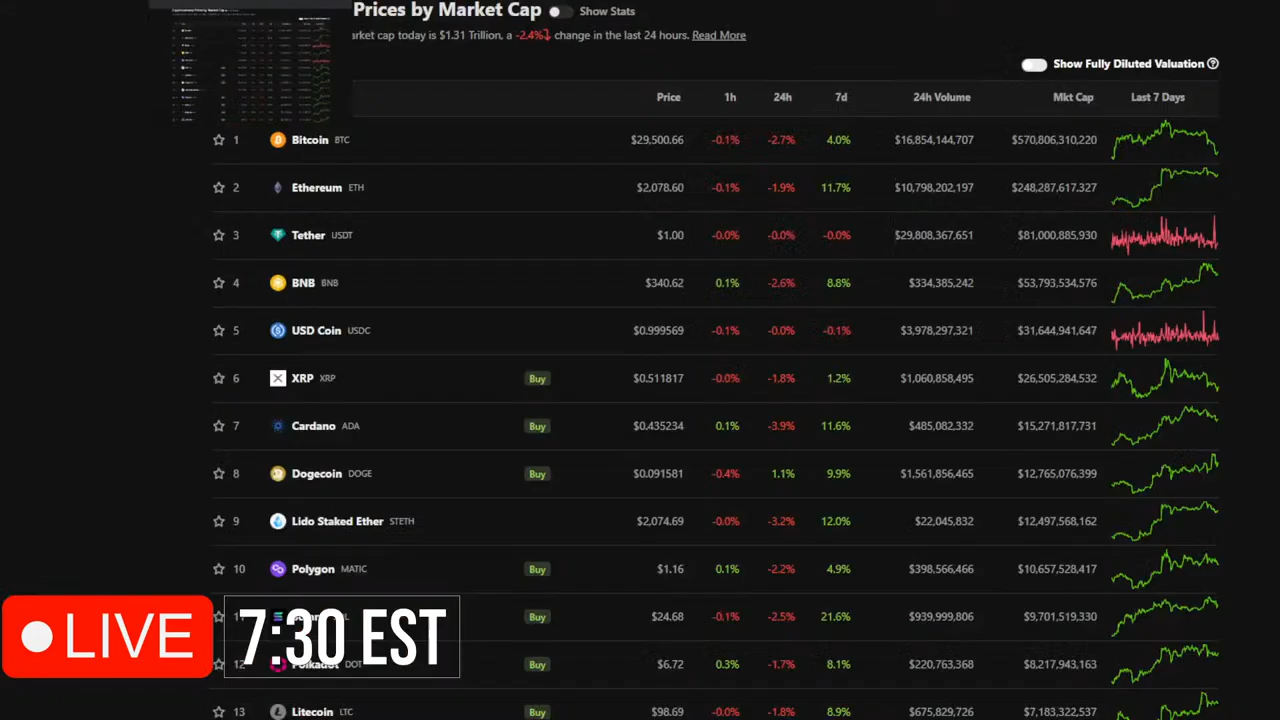 Prices by Market Cap Show Stats
arket cap today is $1.31 Trillion, a -2.4% change in the last 24 hours. Read More
Show Fully Diluted Valuation
Price 1h 24h 7d 24h Volume Mkt Cap Last 7 Days
1 Bitcoin BTC $29,500.66 -0.1% -2.7% 4.0% $16,854,144,707 $570,806,310,220
2 Ethereum ETH $2,078.60 -0.1% -1.9% 11.7% $10,798,202,197 $248,287,617,327
3 Tether USDT $1.00 -0.0% -0.0% -0.0% $29,808,367,651 $81,000,885,930
4 BNB BNB $340.62 0.1% -2.6% 8.8% $334,385,242 $53,793,534,576
5 USD Coin USDC $0.999569 -0.1% -0.0% -0.1% $3,978,297,321 $31,644,941,647
6 XRP XRP Buy $0.511817 -0.0% -1.8% 1.2% $1,060,858,495 $26,505,284,532
7 Cardano ADA Buy $0.435234 0.1% -3.9% 11.6% $485,082,332 $15,271,817,731
8 Dogecoin DOGE Buy $0.091581 -0.4% 1.1% 9.9% $1,561,856,465 $12,765,076,399
9 Lido Staked Ether STETH $2,074.69 -0.0% -3.2% 12.0% $22,045,832 $12,497,568,162
10 Polygon MATIC Buy $1.16 0.1% -2.2% 4.9% $398,566,466 $10,657,528,417
Buy $24.68 -0.1% -2.5% 21.6% $939,999,806 $9,701,519,330
LIVE 7:30 EST
12 Polkadot DOT Buy $6.72 0.3% -1.7% 8.1% $220,763,368 $8,217,943,163
13 Litecoin LTC Buy $98.69 -0.0% -1.8% 8.9% $675,829,726 $7,183,322,537